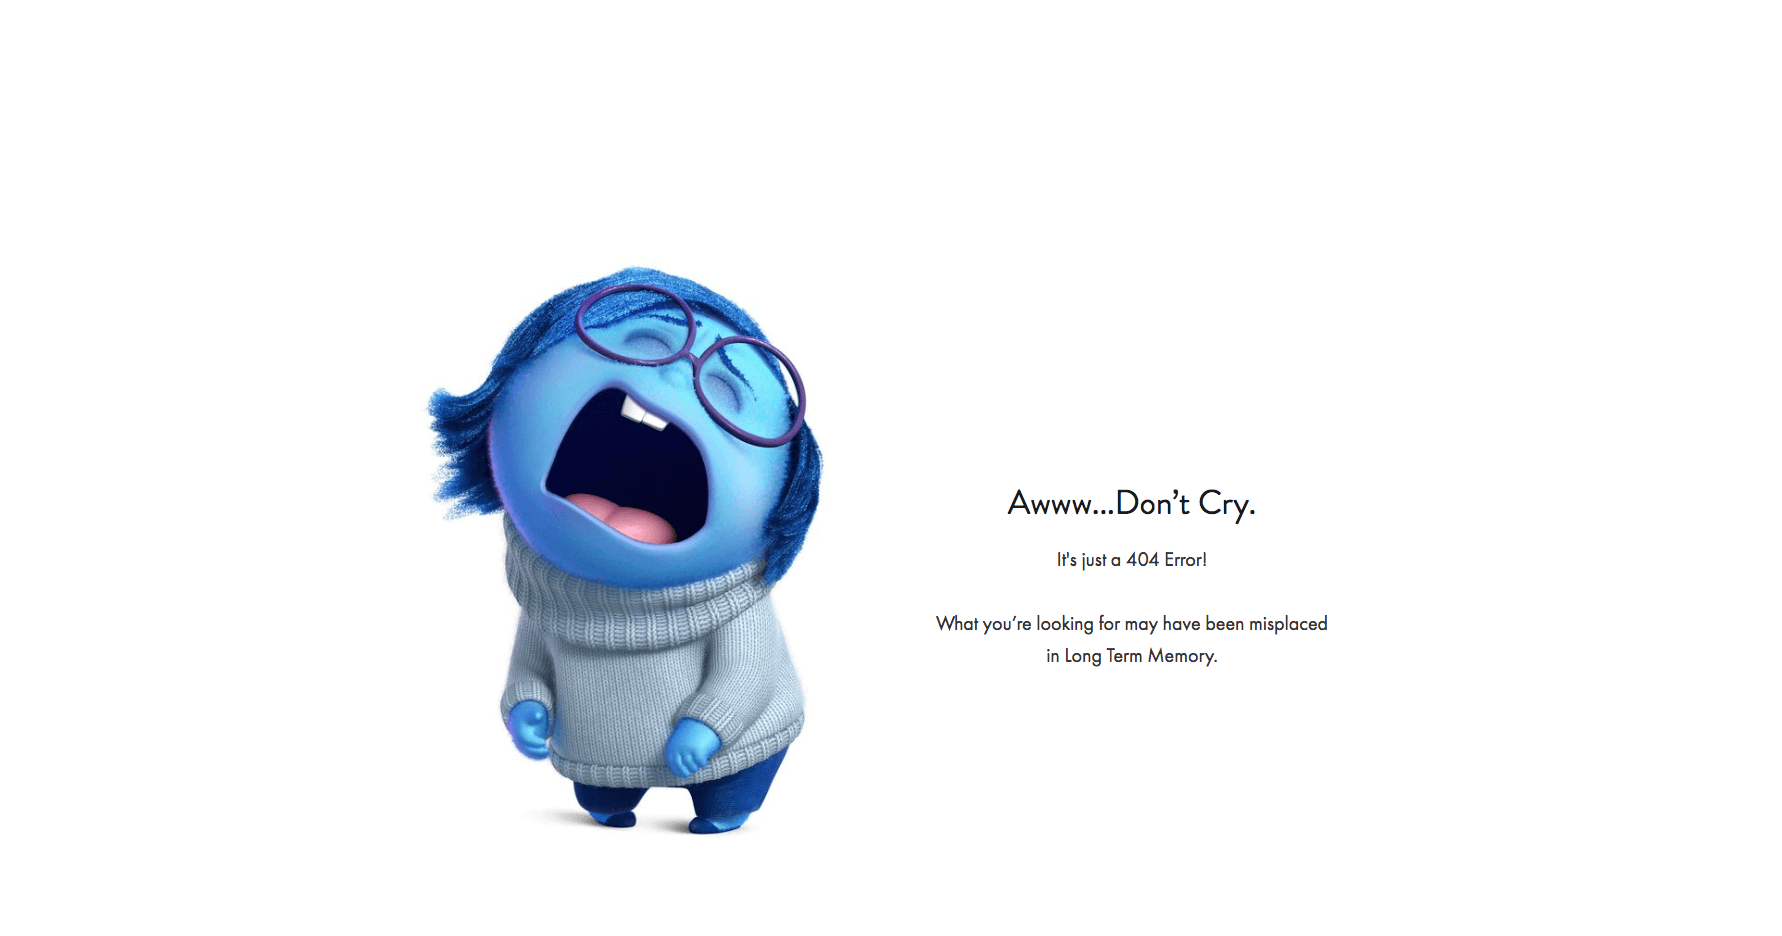 Awww...Don’t Cry.
It's just a 404 Error!
What you’re looking for may have been misplaced
in Long Term Memory.